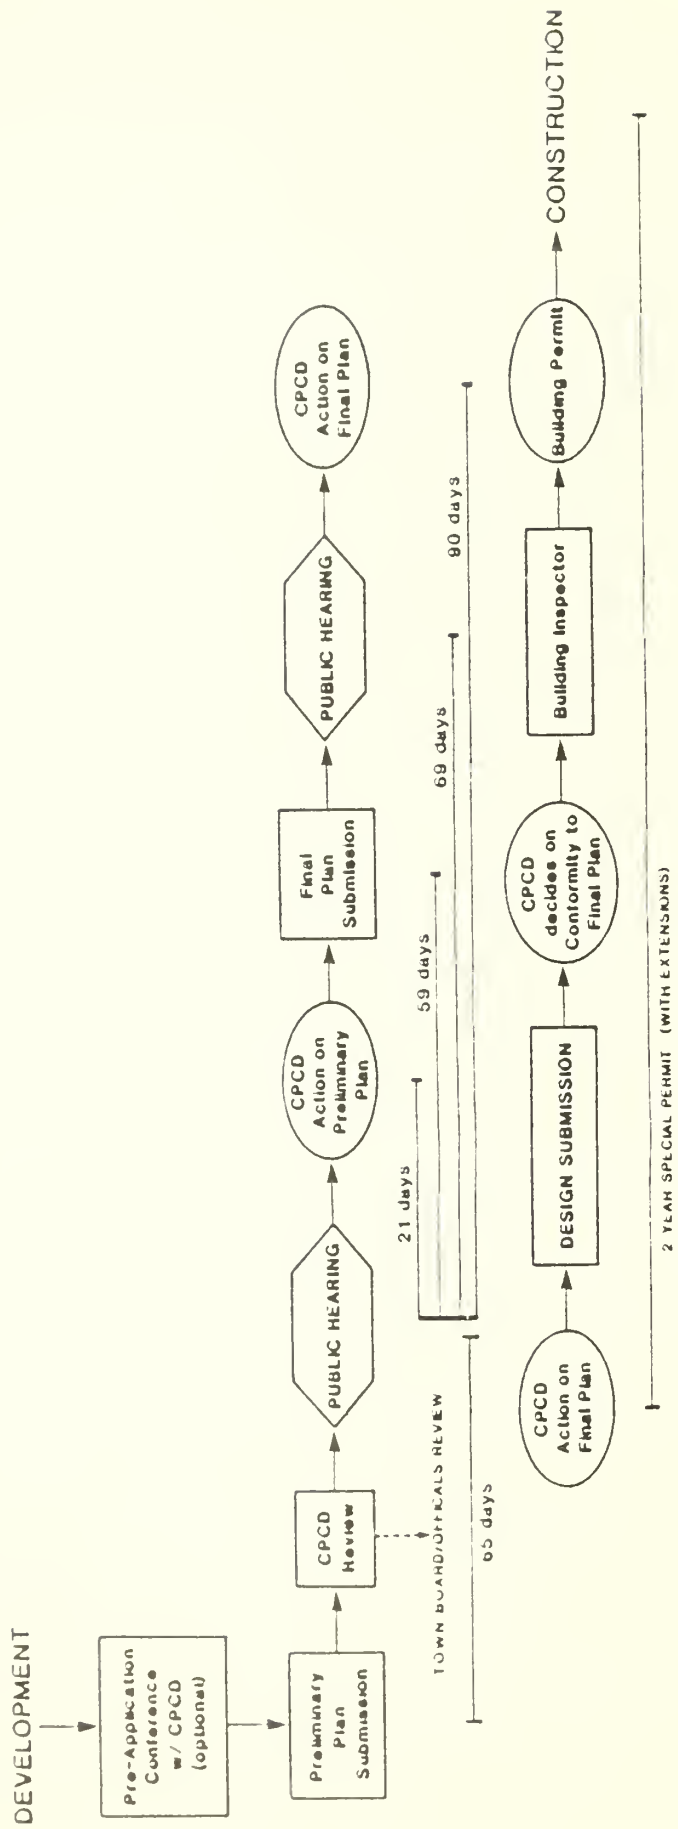 DEVELOPMENT
Pre-Application
Conference
w/ CPCD
(optional)
Preliminary
Plan
Submission
CPCD
Review
TOWN BOARD/OFFICALS REVIEW
65 days
PUBLIC HEARING
CPCD
Action on
Preliminary
Plan
Final
Plan
Submission
PUBLIC HEARING
CPCD
Action on
Final Plan
21 days
59 days
69 days
90 days
CPCD
Action on
Final Plan
DESIGN SUBMISSION
CPCD
decides on
Conformity to
Final Plan
Building Inspector
Building Permit
CONSTRUCTION
2 YEAR SPECIAL PERMIT (WITH EXTENSIONS)